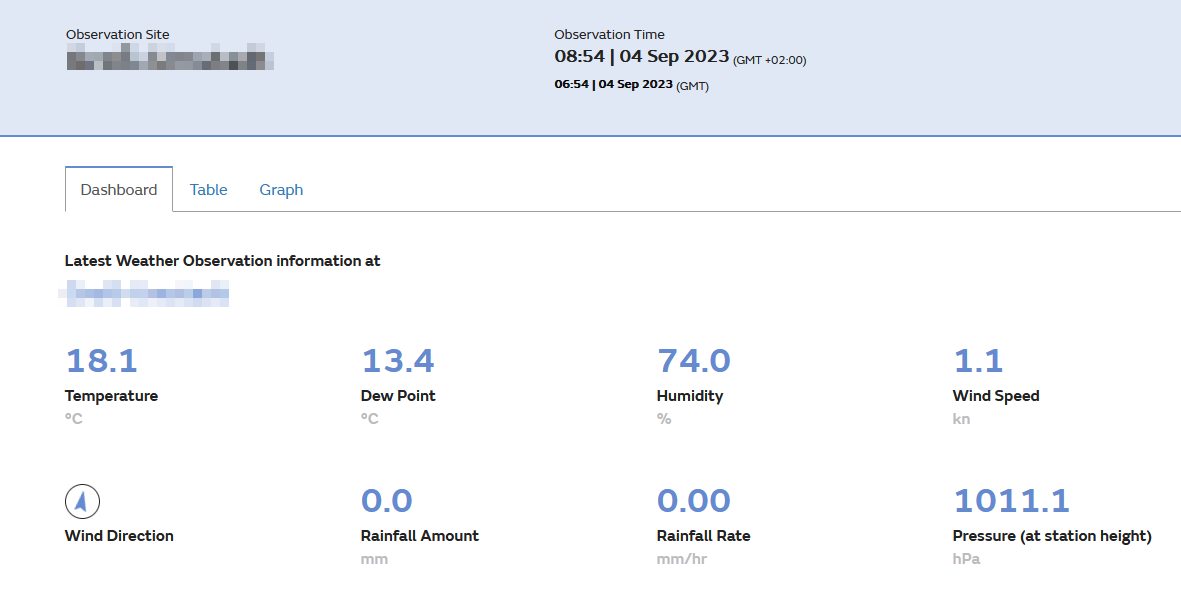 Observation Site
Observation Time
08:54 | 04 Sep 2023 (GMT +02:00)
06:54 | 04 Sep 2023 (GMT)
Dashboard
Table
Graph
Latest Weather Observation information at
18.1
Temperature
°C
13.4
Dew Point
°C
74.0
Humidity
%
1.1
Wind Speed
kn
Wind Direction
0.0
Rainfall Amount
mm
0.00
Rainfall Rate
mm/hr
1011.1
Pressure (at station height)
hPa